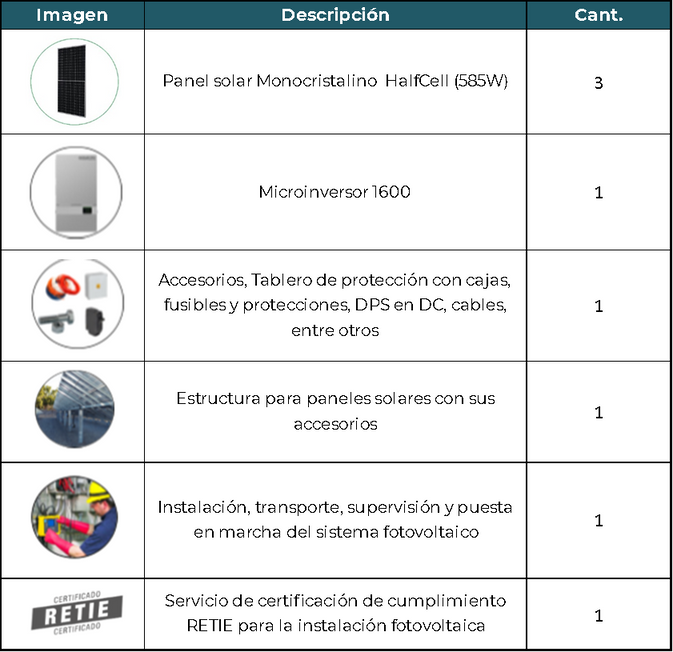 Imagen Descripción Cant.
Panel solar Monocristalino HalfCell (585W) 3
Microinversor 1600 1
Accesorios, Tablero de protección con cajas,
fusibles y protecciones, DPS en DC, cables,
entre otros
1
Estructura para paneles solares con sus
accesorios
1
Instalación, transporte, supervisión y puesta
en marcha del sistema fotovoltaico
1
CERTIFICADO
RETIE
CERTIFICADO
Servicio de certificación de cumplimiento
RETIE para la instalación fotovoltaica
1